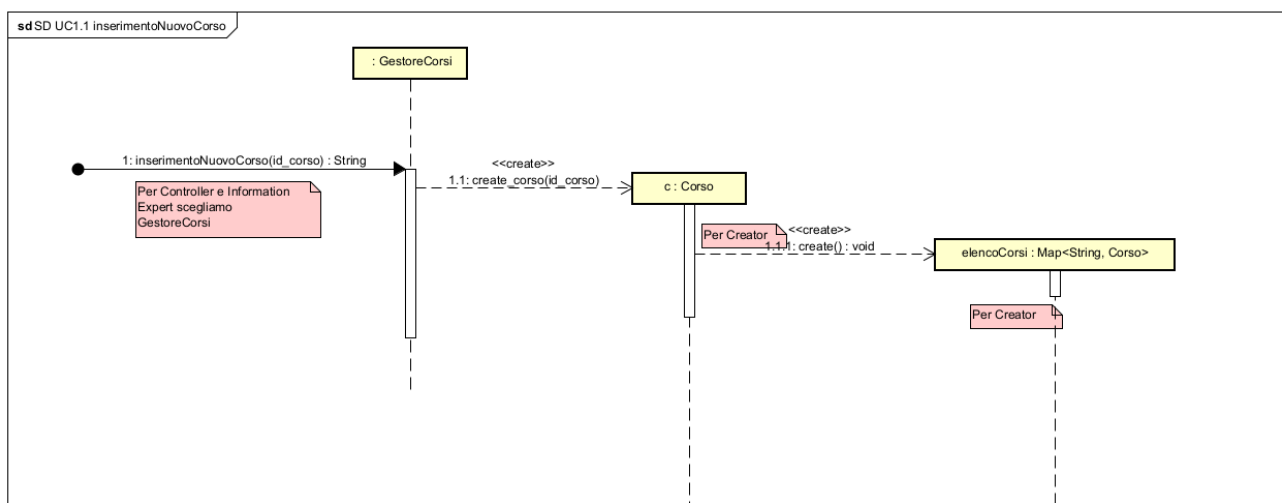 sd SD UC1.1 inserimentoNuovoCorso
: GestoreCorsi
1: inserimentoNuovoCorso(id_corso) : String
Per Controller e Information
Expert scegliamo
GestoreCorsi
<<create>>
1.1: create_corso(id_corso)
c : Corso
Per Creator
<<create>>
1.1.1: create() : void
elencoCorsi : Map<String, Corso>
Per Creator